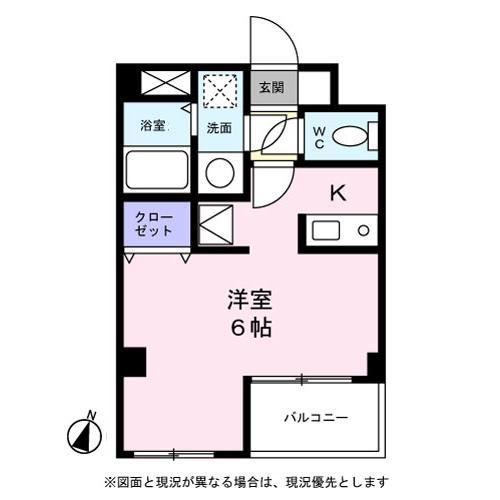 玄関
浴室
洗面
WC
K
クロー
ゼット
洋室
6帖
バルコニー
N
※図面と現況が異なる場合は、現況優先とします